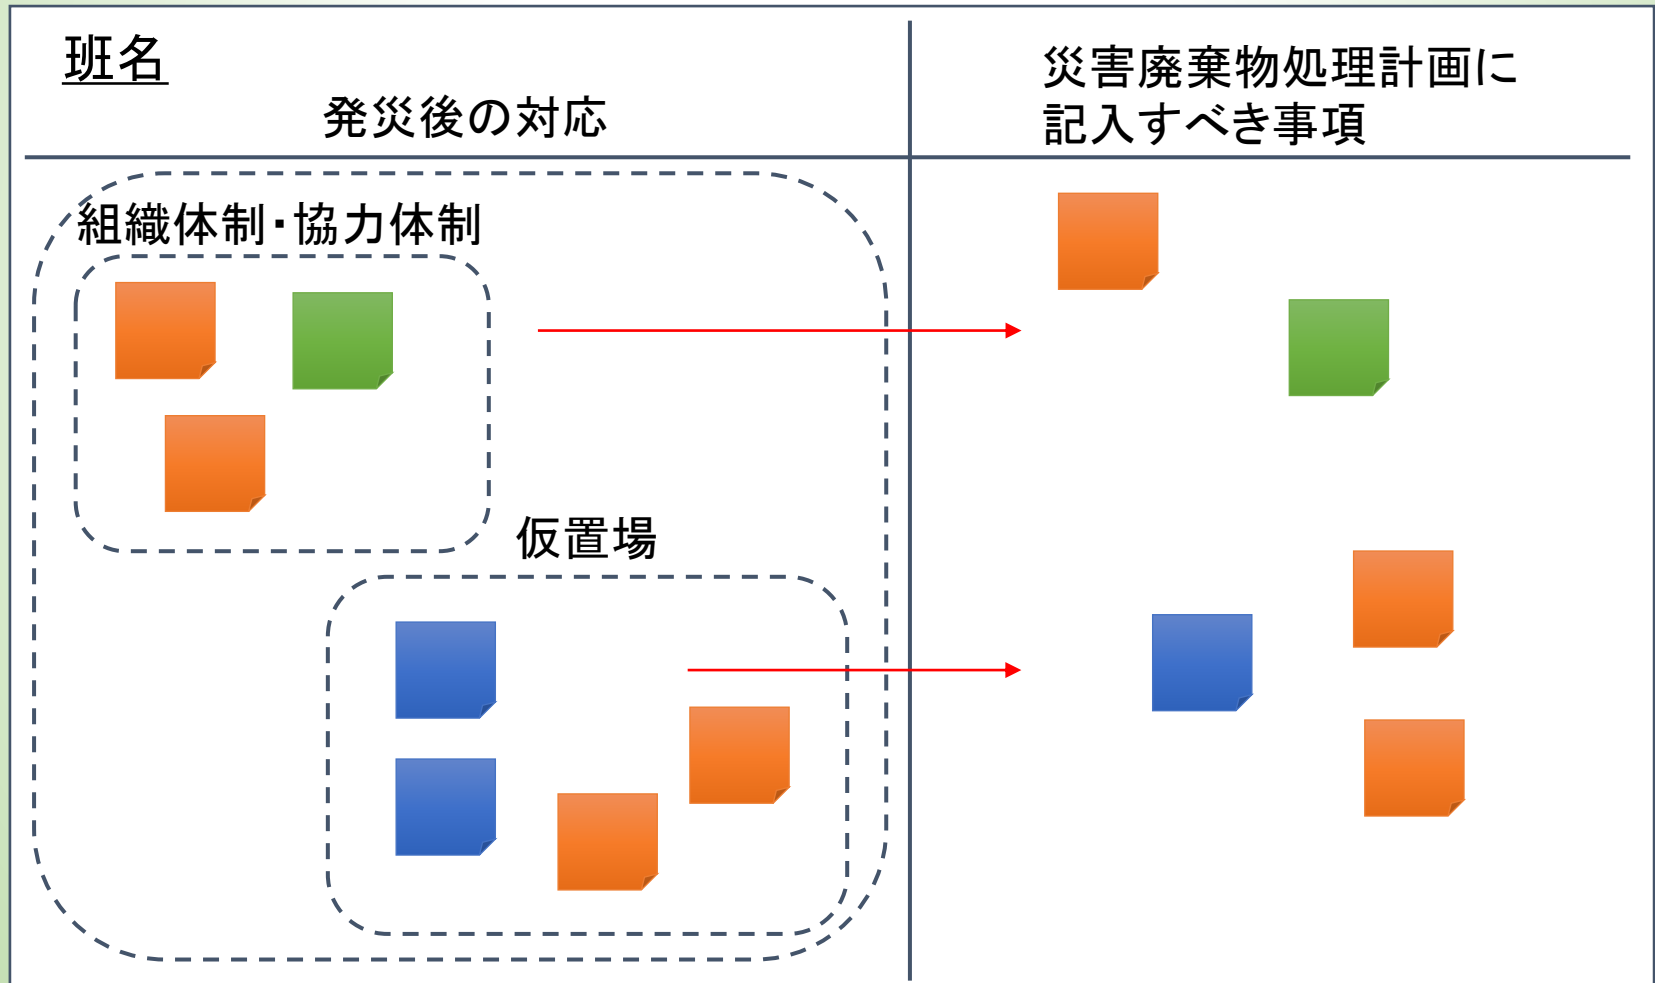 班名
発災後の対応
災害廃棄物処理計画に
記入すべき事項
組織体制・協力体制
仮置場